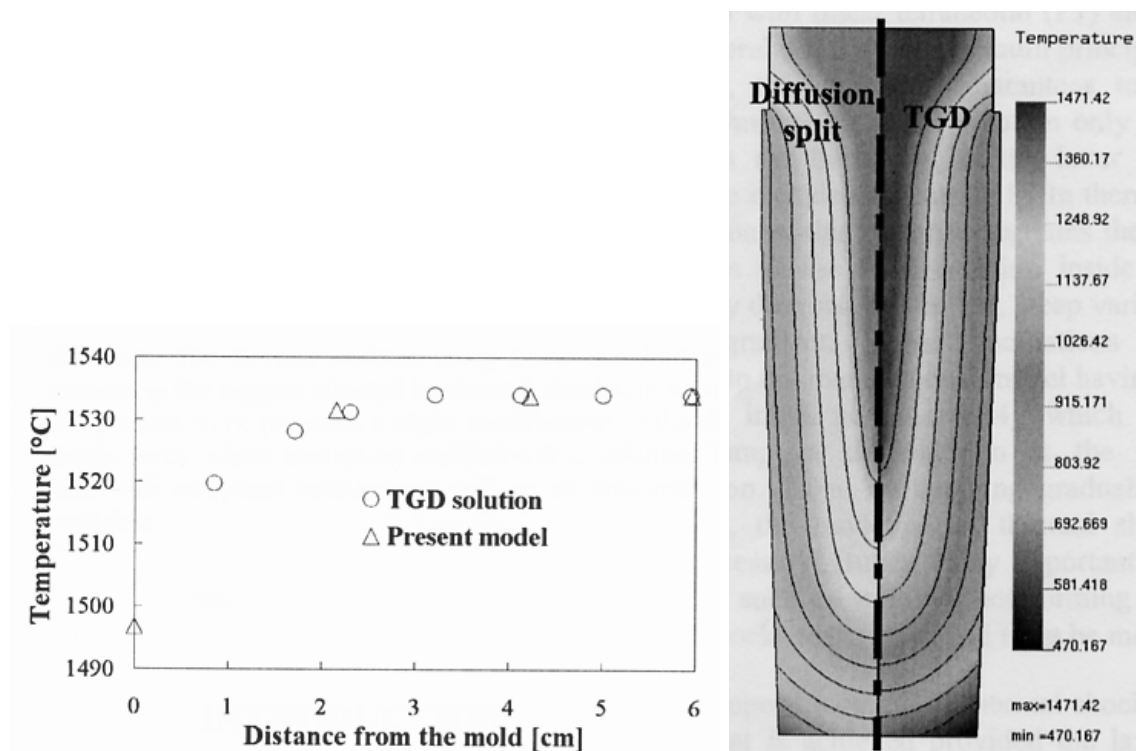 1540
1530
1520
1510
1500
1490
Temperature [°C]
TGD solution
Present model
0
1
2
3
4
5
6
Distance from the mold [cm]
Diffusion
split
TGD
Temperature
1471.42
1360.17
1248.92
1137.67
1026.42
915.171
803.92
692.669
581.418
470.167
max=1471.42
min =470.167